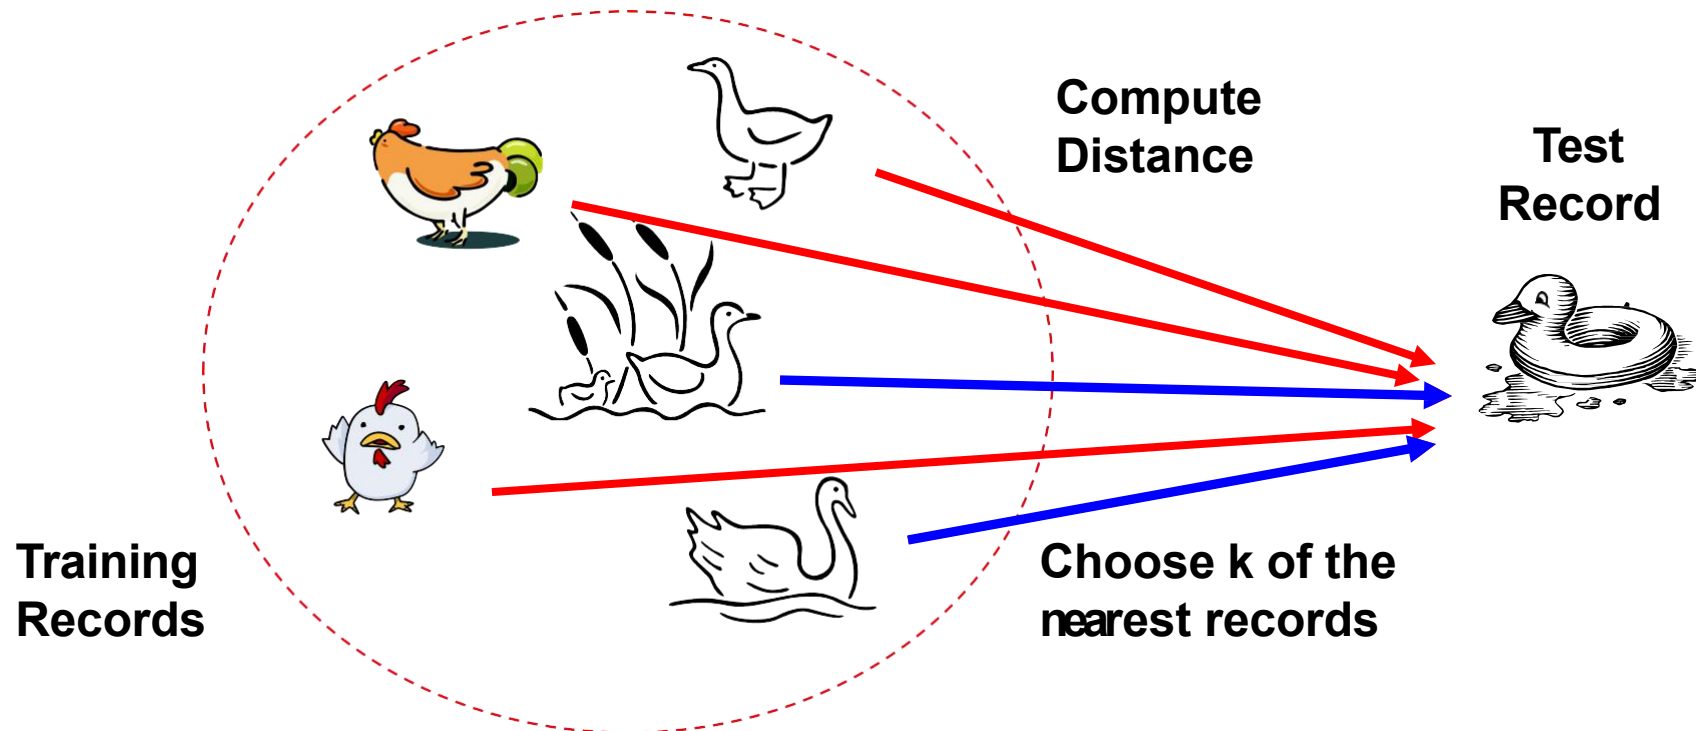 Compute
Distance
Test
Record
Training
Records
Choose k of the
nearest records